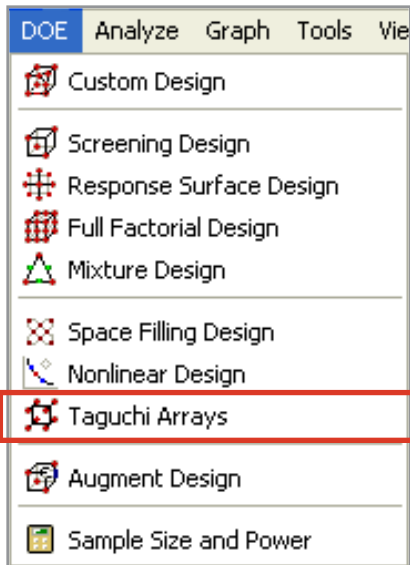 DOE Analyze Graph Tools Vie
Custom Design
Screening Design
Response Surface Design
Full Factorial Design
Mixture Design
Space Filling Design
Nonlinear Design
Taguchi Arrays
Augment Design
Sample Size and Power